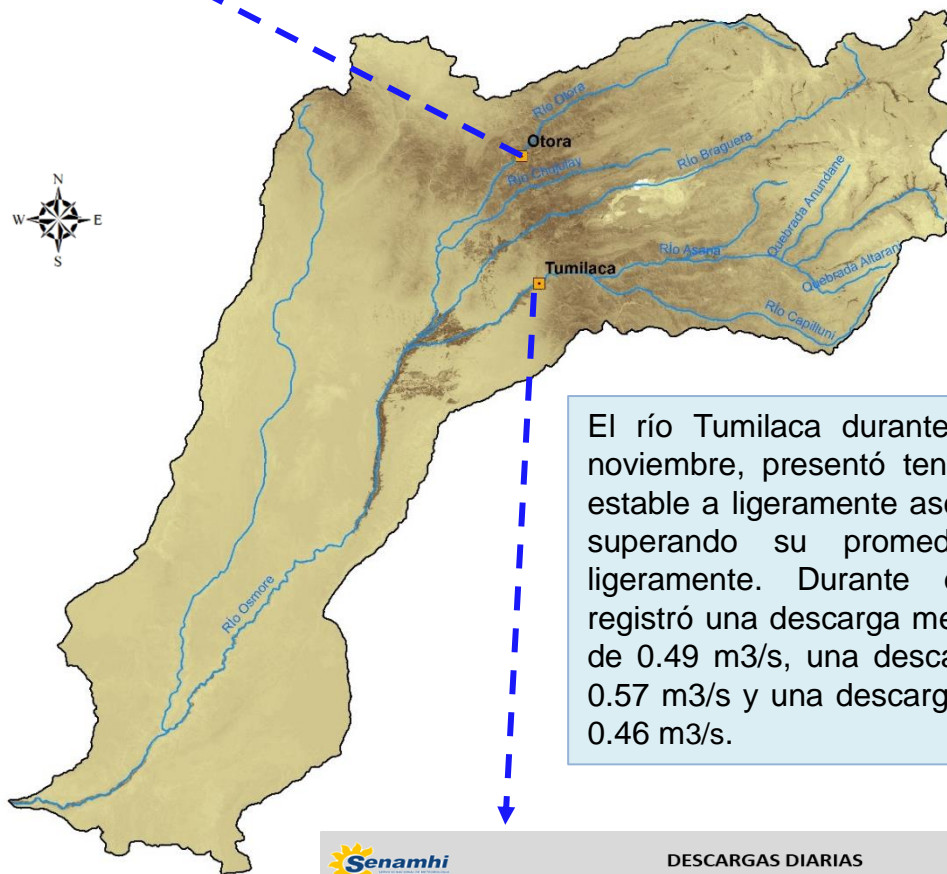 Río Otora
Otora
Río Chujulay
Río Braguera
N
W E
S
Quebrada Anundane
Río Asana
Tumilaca
Quebrada Altaran
Río Capilluni
El río Tumilaca durante
noviembre, presentó ten
estable a ligeramente as
superando su promed
ligeramente. Durante
registró una descarga me
de 0.49 m3/s, una desca
0.57 m3/s y una descarg
0.46 m3/s.
Río Osmore
Senamhi
DESCARGAS DIARIAS